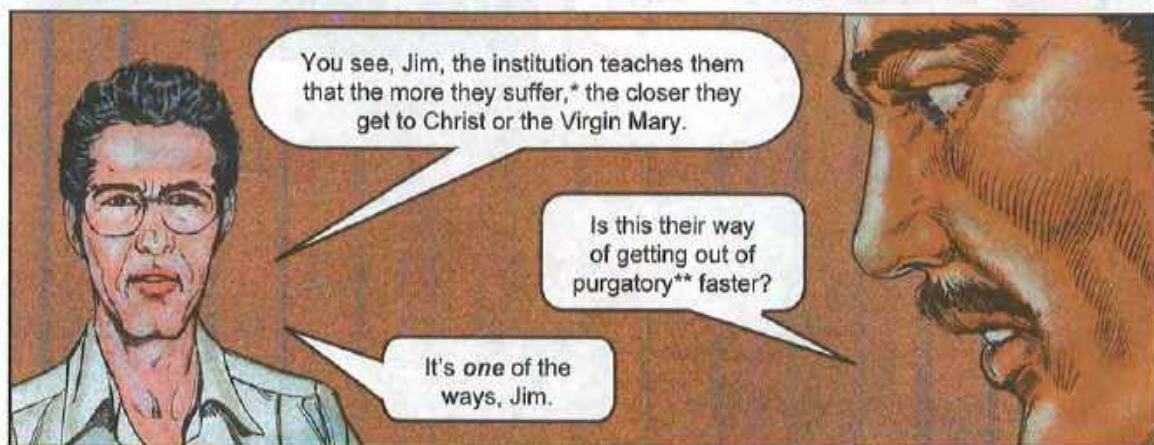 You see, Jim, the institution teaches them
that the more they suffer,* the closer they
get to Christ or the Virgin Mary.
Is this their way
of getting out of
purgatory** faster?
It's one of the
ways, Jim.